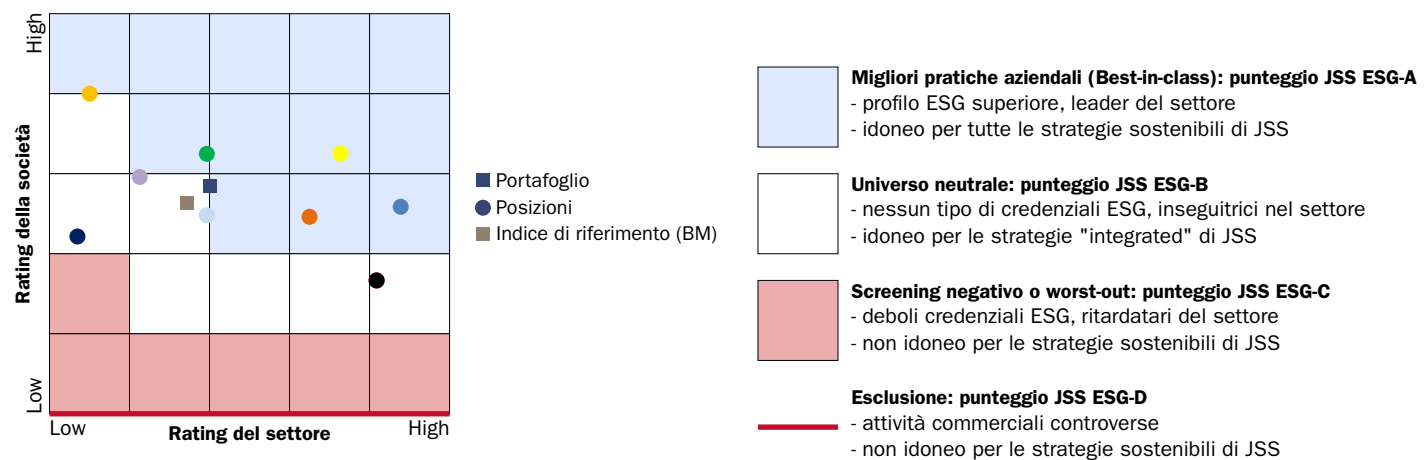 High
Rating della società
Low
Low
Rating del settore
High
Portafoglio
Posizioni
Indice di riferimento (BM)
Migliori pratiche aziendali (Best-in-class): punteggio JSS ESG-A
- profilo ESG superiore, leader del settore
- idoneo per tutte le strategie sostenibili di JSS
Universo neutrale: punteggio JSS ESG-B
- nessun tipo di credenziali ESG, inseguitrici nel settore
- idoneo per le strategie "integrated" di JSS
Screening negativo o worst-out: punteggio JSS ESG-C
- deboli credenziali ESG, ritardatari del settore
- non idoneo per le strategie sostenibili di JSS
Esclusione: punteggio JSS ESG-D
- attività commerciali controverse
- non idoneo per le strategie sostenibili di JSS